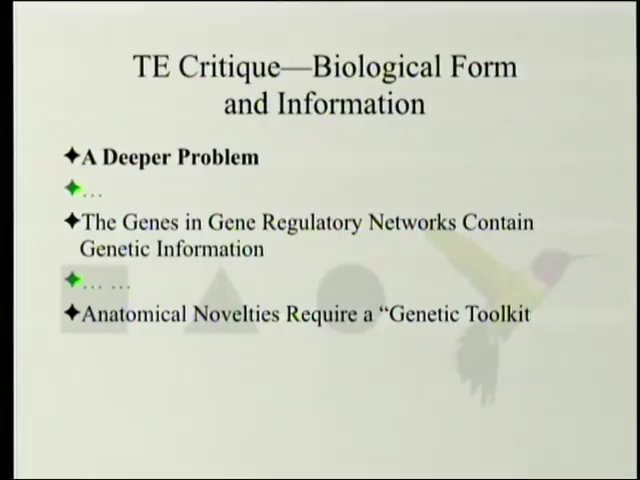 TE Critique—Biological Form
and Information
A Deeper Problem
…
The Genes in Gene Regulatory Networks Contain
Genetic Information
… …
Anatomical Novelties Require a “Genetic Toolkit